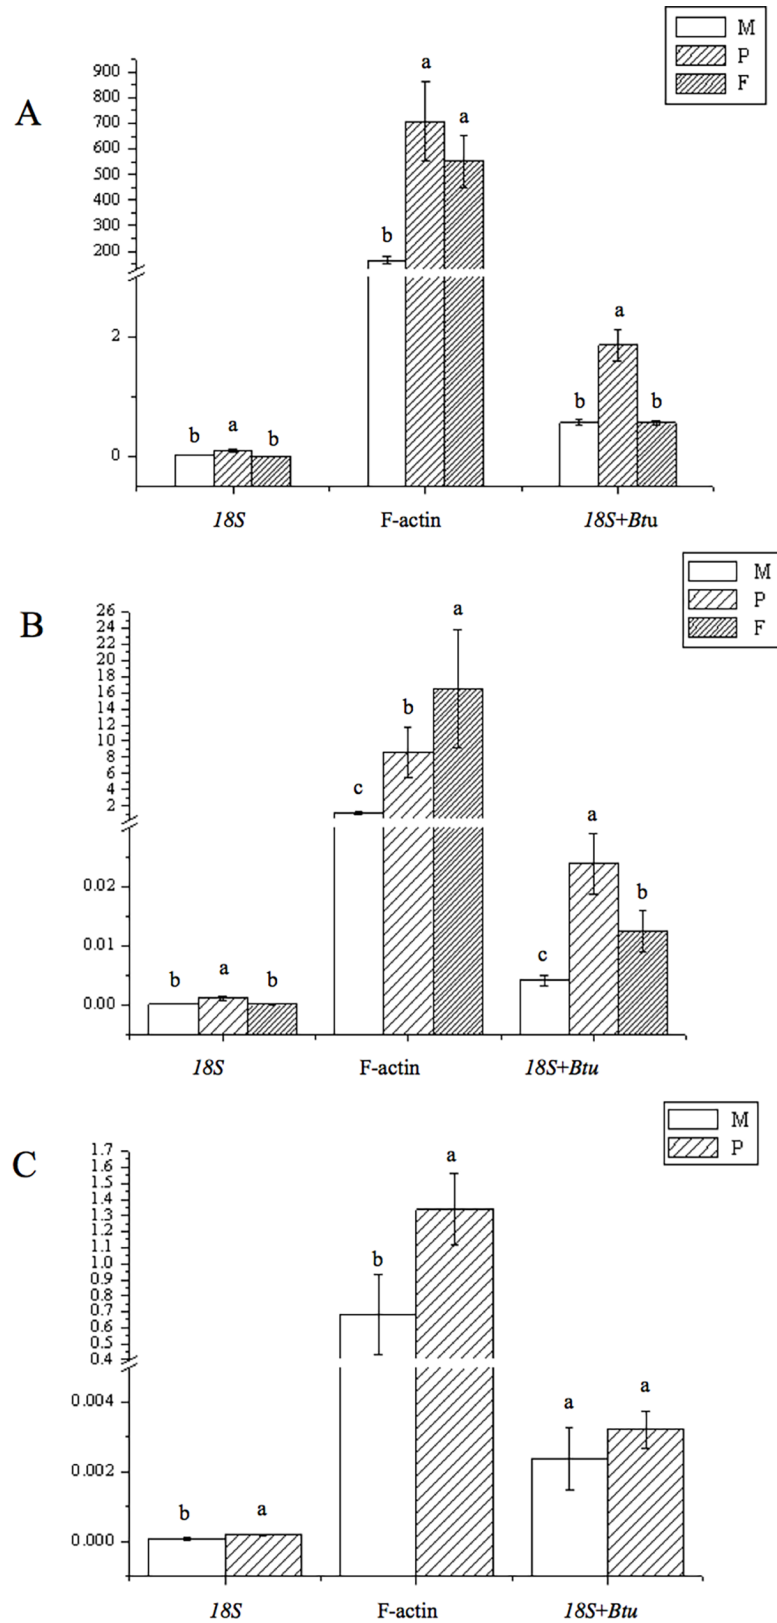 M
P
F
A
900
800
700
600
500
400
300
200
2
0
a
a
b
a
b
a
b
b
b
18S F-actin 18S+Btu
M
P
F
B
26
24
22
20
18
16
14
12
10
8
6
4
2
0.02
0.01
0.00
a
b
c
a
b
c
b a b
18S F-actin 18S+Btu
M
P
C
1.7
1.6
1.5
1.4
1.3
1.2
1.1
1.0
0.9
0.8
0.7
0.6
0.5
0.4
0.004
0.002
0.000
a
b
a a
b a
18S F-actin 18S+Btu